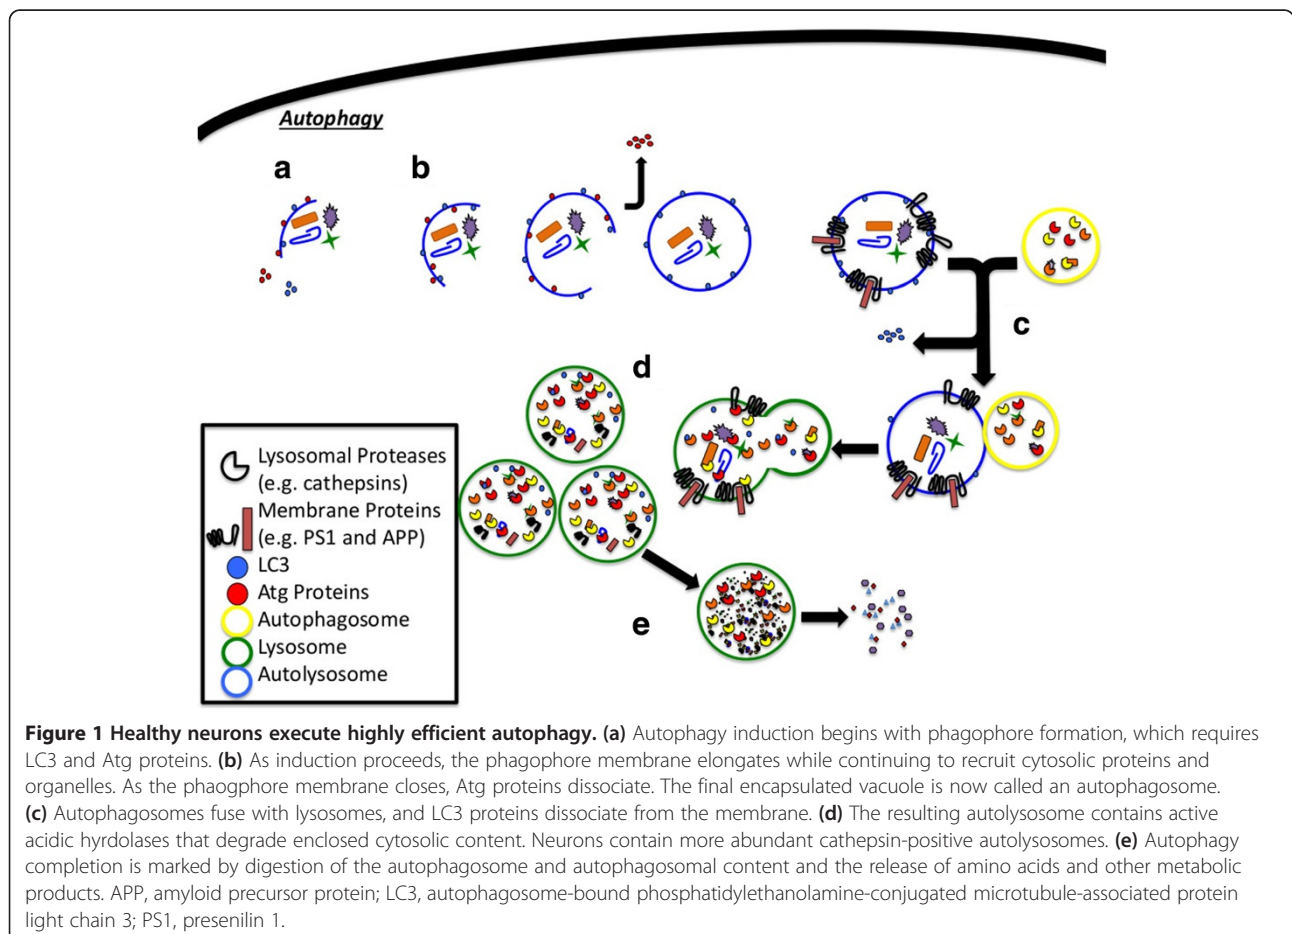 Autophagy
a
b
c
d
Lysosomal Proteases
(e.g. cathepsins)
Membrane Proteins
(e.g. PS1 and APP)
LC3
Atg Proteins
Autophagosome
Lysosome
Autolysosome
e
Figure 1 Healthy neurons execute highly efficient autophagy. (a) Autophagy induction begins with phagophore formation, which requires
LC3 and Atg proteins. (b) As induction proceeds, the phagophore membrane elongates while continuing to recruit cytosolic proteins and
organelles. As the phaogphore membrane closes, Atg proteins dissociate. The final encapsulated vacuole is now called an autophagosome.
(c) Autophagosomes fuse with lysosomes, and LC3 proteins dissociate from the membrane. (d) The resulting autolysosome contains active
acidic hyrdolases that degrade enclosed cytosolic content. Neurons contain more abundant cathepsin-positive autolysosomes. (e) Autophagy
completion is marked by digestion of the autophagosome and autophagosomal content and the release of amino acids and other metabolic
products. APP, amyloid precursor protein; LC3, autophagosome-bound phosphatidylethanolamine-conjugated microtubule-associated protein
light chain 3; PS1, presenilin 1.